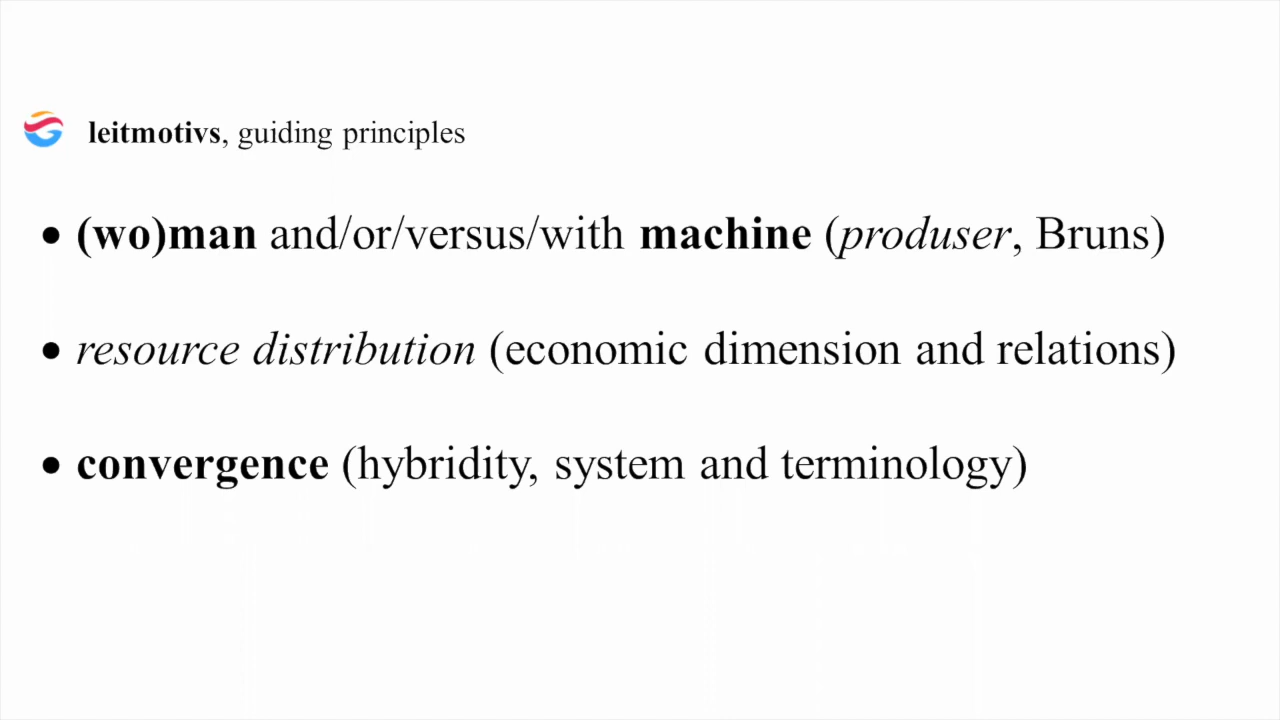 leitmotivs, guiding principles
• (wo)man and/or/versus/with machine (produser, Bruns)
• resource distribution (economic dimension and relations)
• convergence (hybridity, system and terminology)